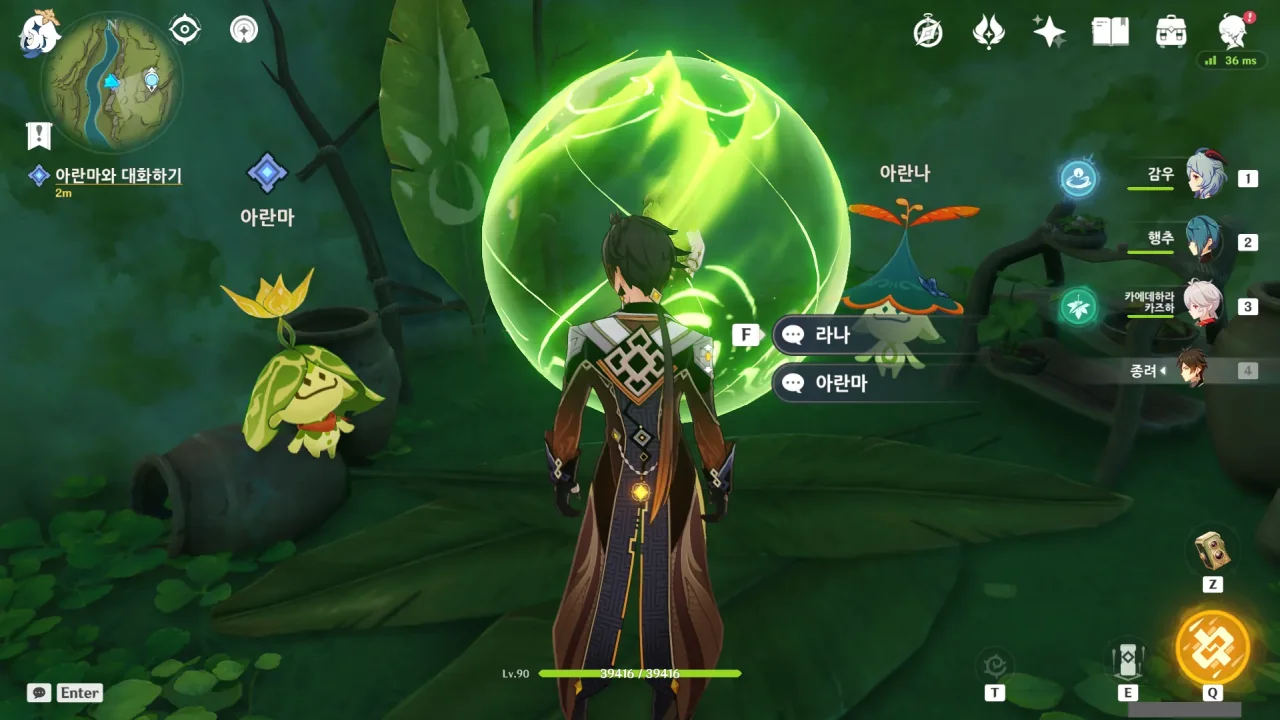 N
36 ms
아란마와 대화하기
2m
아란마
아란나
감우
1
행추
2
카에데하라
카즈하
3
종려
4
F
라나
아란마
Z
Lv.90
39416 / 39416
Enter
T
E
Q